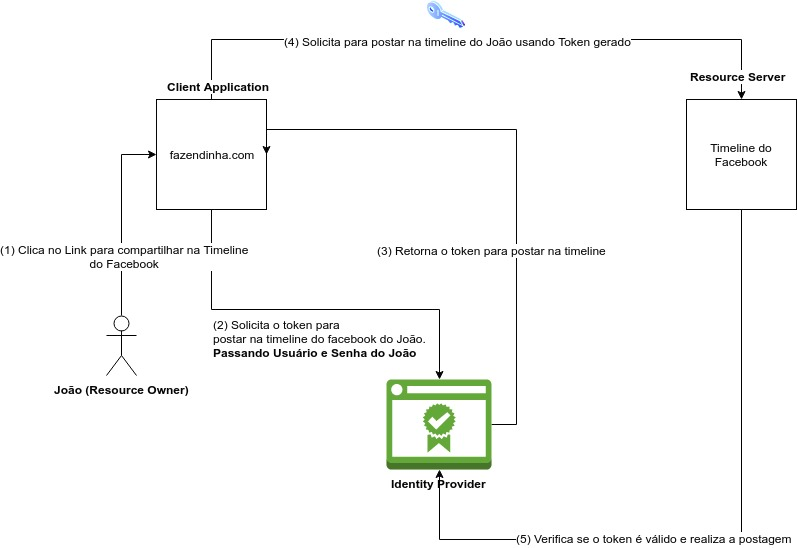 (4) Solicita para postar na timeline do João usando Token gerado
Client Application
Resource Server
fazendinha.com
Timeline do
Facebook
(1) Clica no Link para compartilhar na Timeline
do Facebook
(3) Retorna o token para postar na timeline
(2) Solicita o token para
postar na timeline do facebook do João.
Passando Usuário e Senha do João
João (Resource Owner)
Identity Provider
(5) Verifica se o token é válido e realiza a postagem